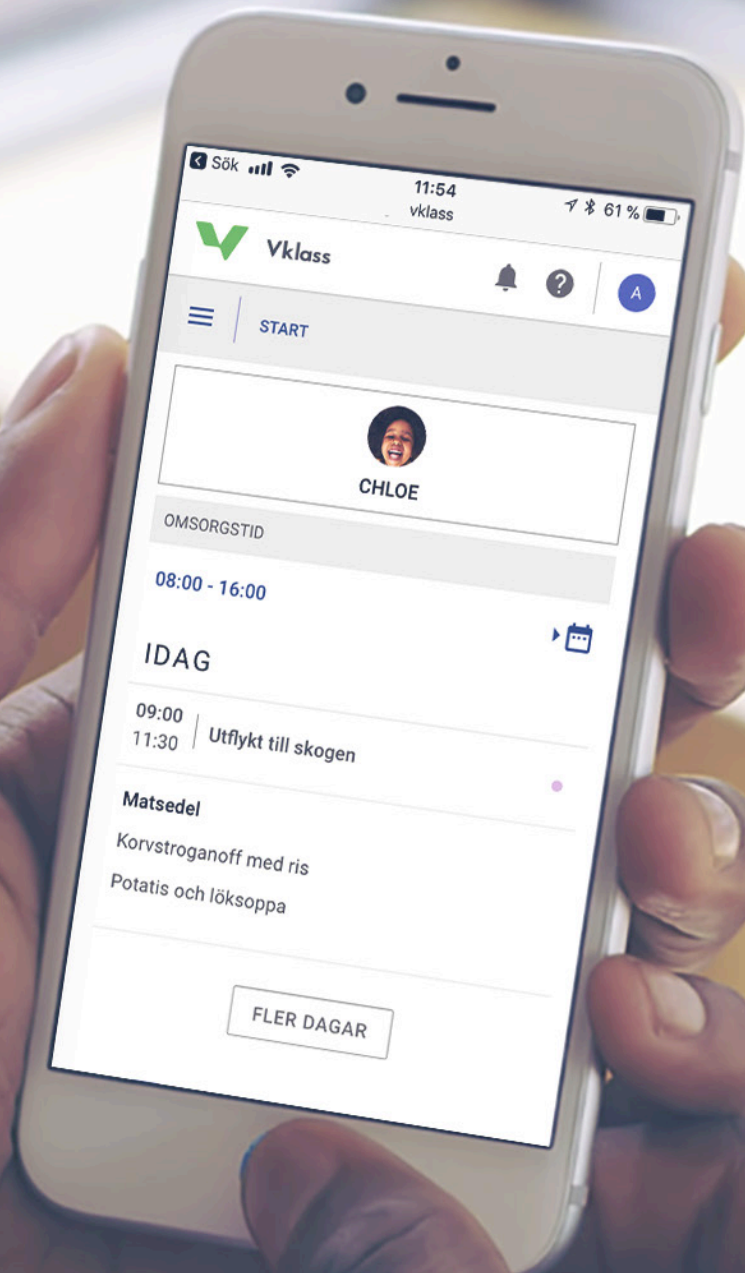 Sök
11:54
61 %
vklass
Vklass
A
START
CHLOE
OMSORGSTID
08:00 - 16:00
IDAG
09:00
11:30
Utflykt till skogen
Matsedel
Korvstroganoff med ris
Potatis och löksoppa
FLER DAGAR